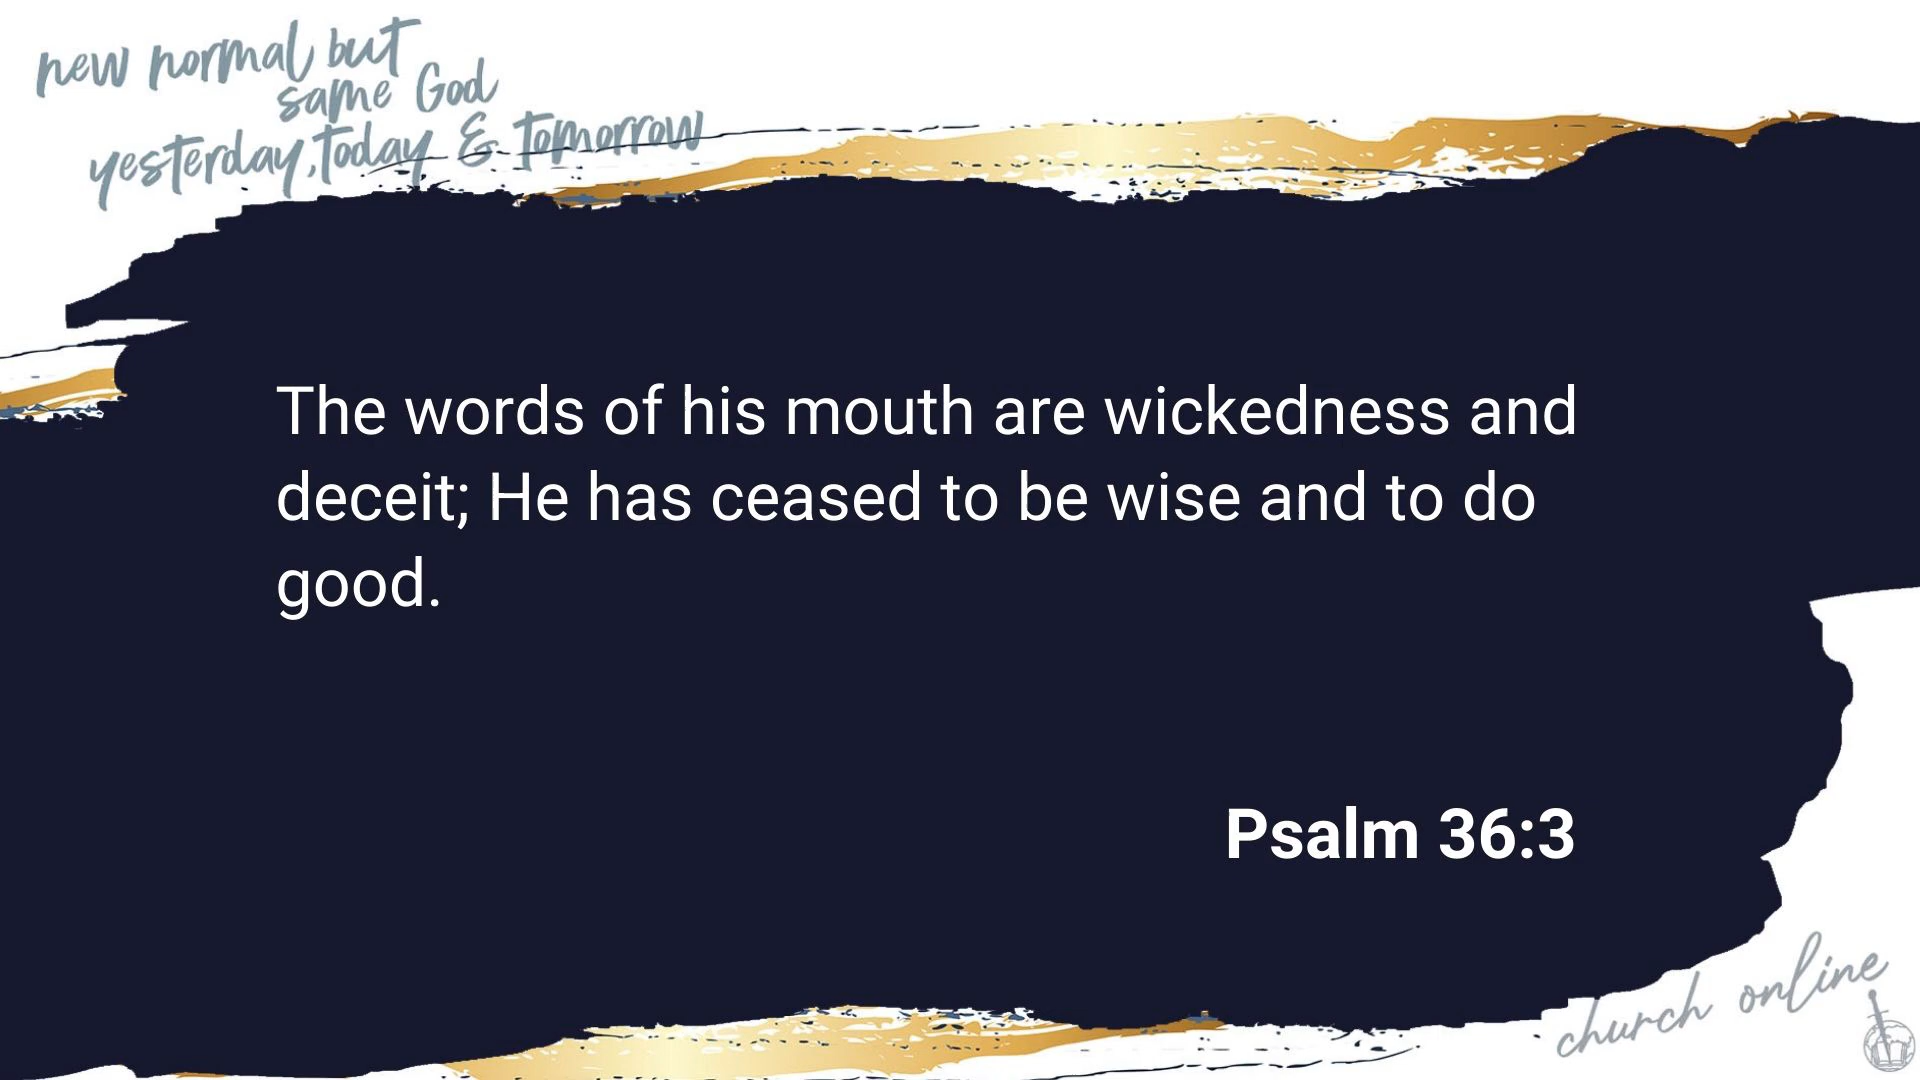 new normal but
same God
yesterday, today & tomorrow
The words of his mouth are wickedness and
deceit; He has ceased to be wise and to do
good.
Psalm 36:3
church online